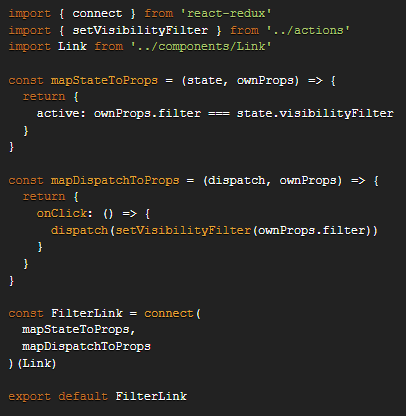 import { connect } from 'react-redux'
import { setVisibilityFilter } from '../actions'
import Link from '../components/Link'

const mapStateToProps = (state, ownProps) => {
  return {
    active: ownProps.filter === state.visibilityFilter
  }
}

const mapDispatchToProps = (dispatch, ownProps) => {
  return {
    onClick: () => {
      dispatch(setVisibilityFilter(ownProps.filter))
    }
  }
}

const FilterLink = connect(
  mapStateToProps,
  mapDispatchToProps
)(Link)

export default FilterLink